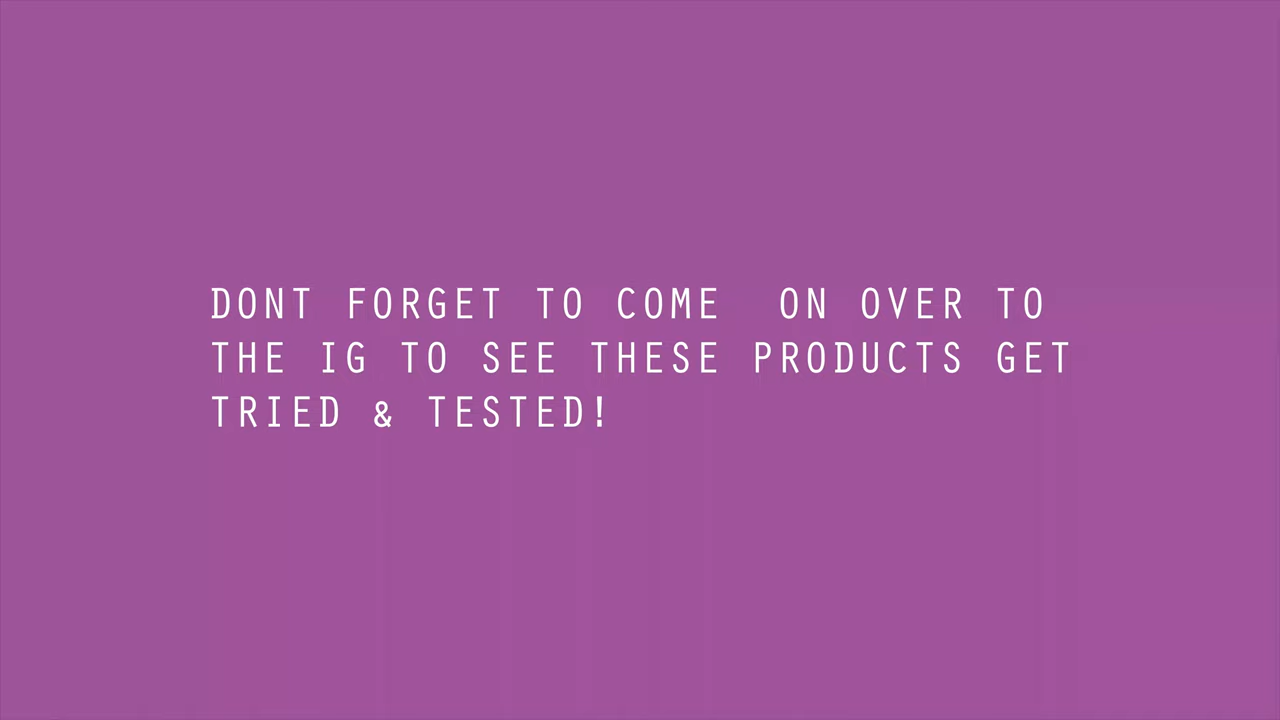 DONT FORGET TO COME  ON OVER TO
THE IG TO SEE THESE PRODUCTS GET
TRIED & TESTED!